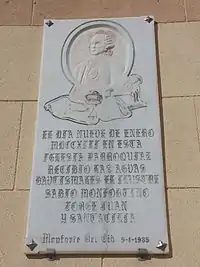 EL DIA NUEVE DE ENERO
MDCCXIII EN ESTA
IGLESIA PARROQUIAL
RECIBIO LAS AGUAS
BAUTISMALES EL ILUSTRE
SABIO MONFORTINO
JORGE JUAN
Y SANTACILIA
Monforte Del Cid 9-1-1985